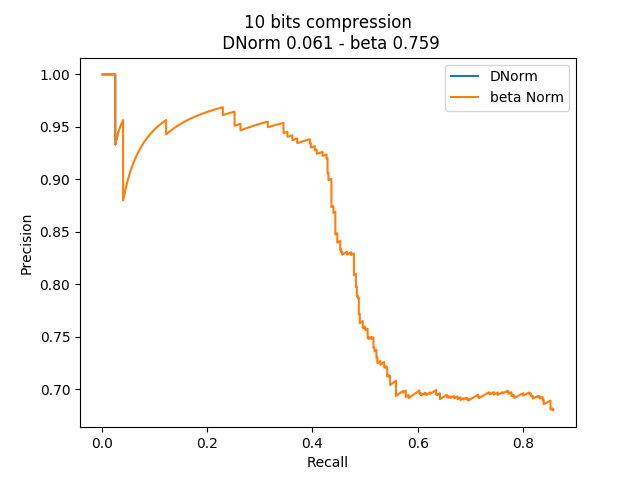 10 bits compression
DNorm 0.061 - beta 0.759
DNorm
beta Norm
1.00
0.95
0.90
0.85
0.80
0.75
0.70
Precision
0.0 0.2 0.4 0.6 0.8
Recall